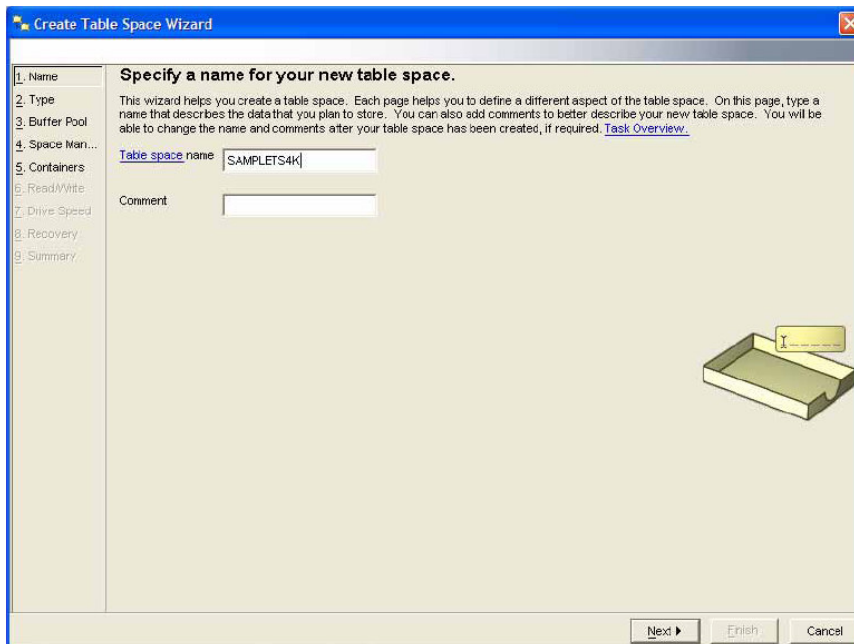 Create Table Space Wizard
1. Name
2. Type
3. Buffer Pool
4. Space Man...
5. Containers
6. Read/Write
7. Drive Speed
8. Recovery
9. Summary
Specify a name for your new table space.
This wizard helps you create a table space. Each page helps you to define a different aspect of the table space. On this page, type a
name that describes the data that you plan to store. You can also add comments to better describe your new table space. You will be
able to change the name and comments after your table space has been created, if required. Task Overview.
Table space name SAMPLETS4K
Comment
Next
Finish
Cancel